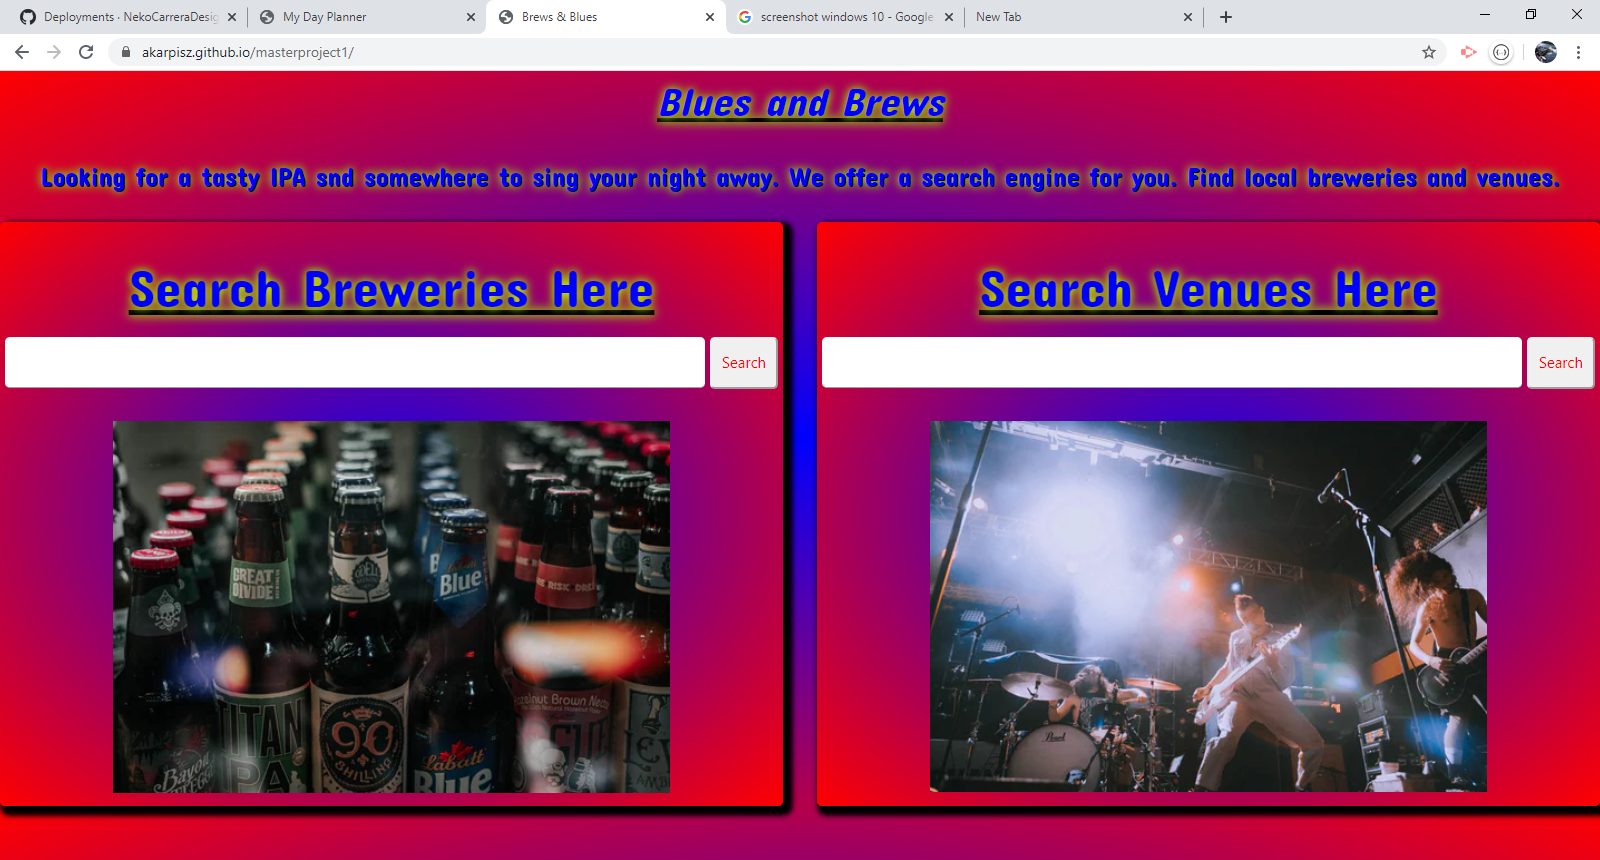 Deployments · NekoCarreraDesig
My Day Planner
Brews & Blues
screenshot windows 10 - Google
New Tab
akarpisz.github.io/masterproject1/
Blues and Brews
Looking for a tasty IPA snd somewhere to sing your night away. We offer a search engine for you. Find local breweries and venues.
Search Breweries Here
Search
Search Venues Here
Search
GREAT
DIVIDE
ODELL
Blue
RISK
TITAN
PA
90
SHILLING
Hazelnut Brown Nectar
Labatt
Blue
Bayou
Pearl